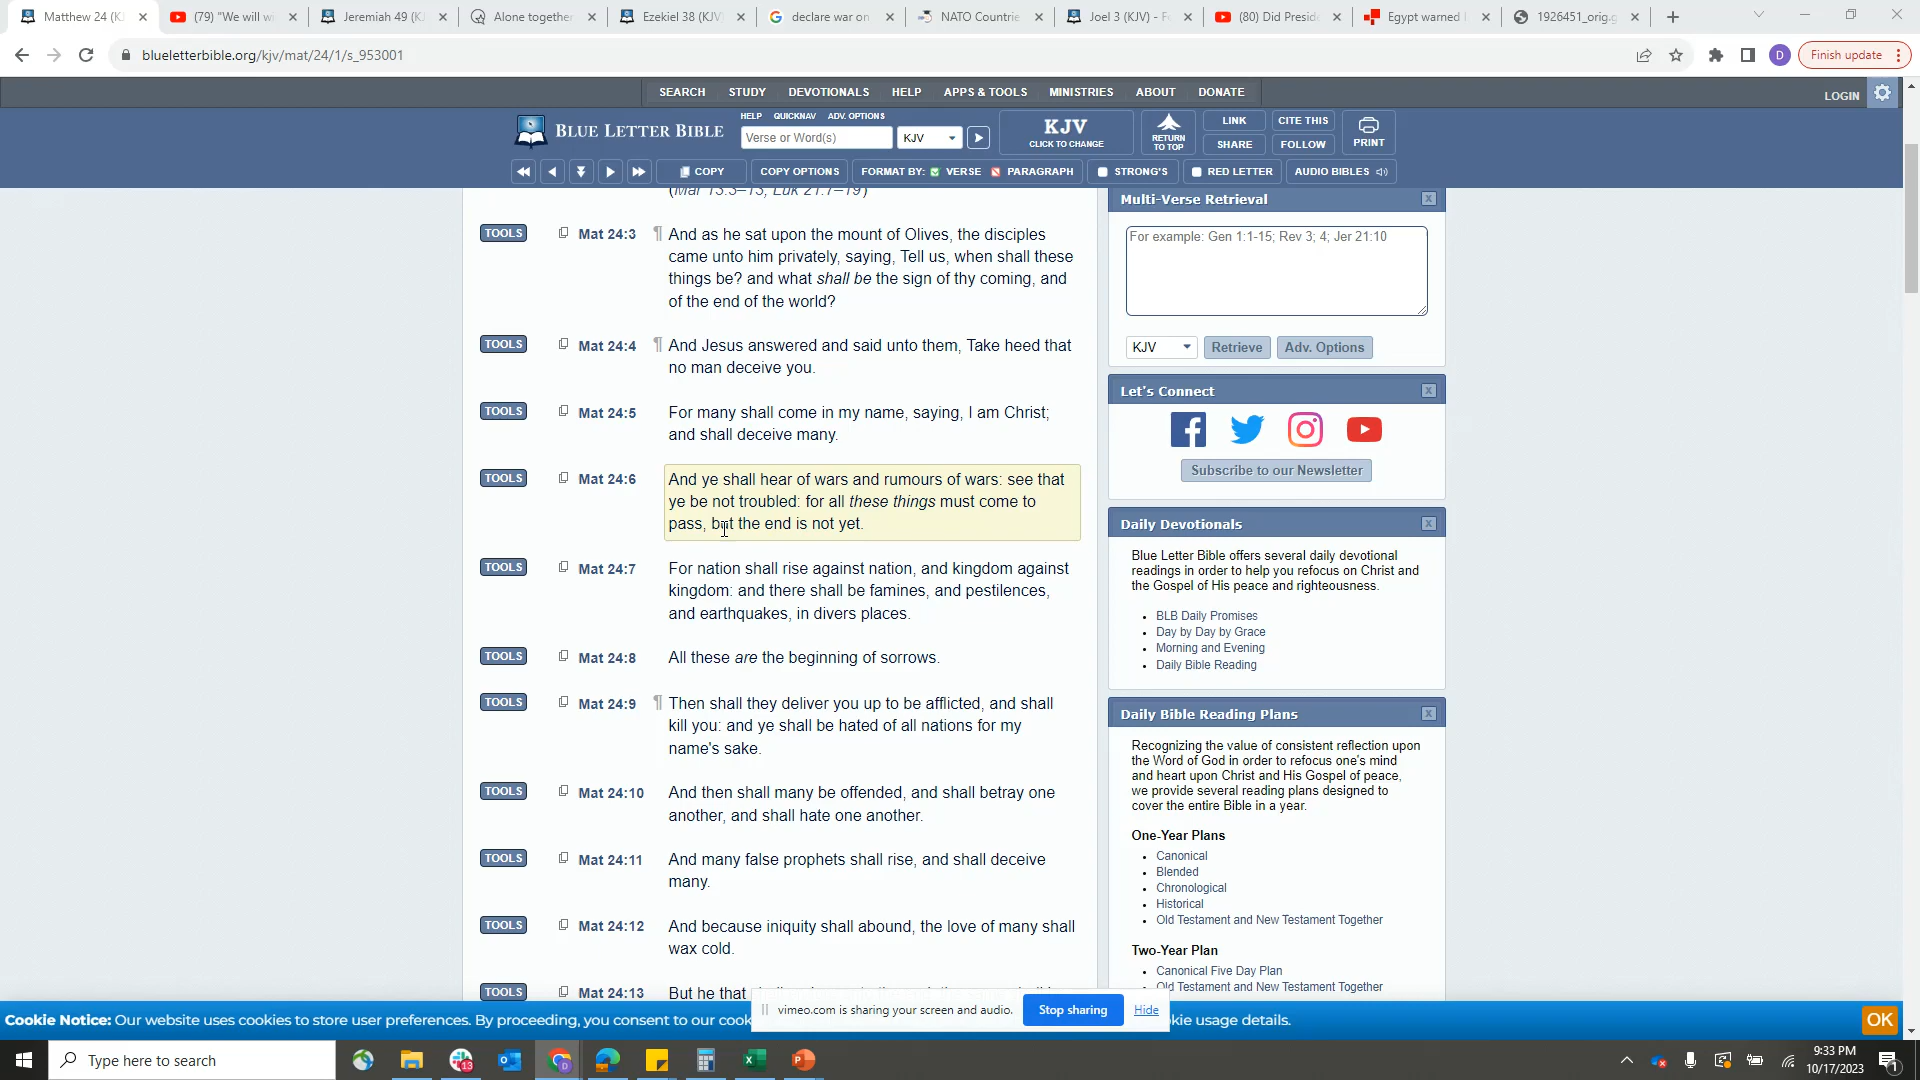 Matthew 24 (K
(79) "We will wi
Jeremiah 49 (K
Alone together
Ezekiel 38 (KJV
declare war on
NATO Countrie
Joel 3 (KJV) - F
(80) Did Preside
Egypt warned
1926451_orig.g
blueletterbible.org/kjv/mat/24/1/s_953001
D
Finish update
SEARCH STUDY DEVOTIONALS HELP APPS & TOOLS MINISTRIES ABOUT DONATE
LOGIN
BLUE LETTER BIBLE
HELP QUICKNAV ADV. OPTIONS
Verse or Word(s)
KJV
KJV
CLICK TO CHANGE
RETURN
TO TOP
LINK
CITE THIS
SHARE
FOLLOW
PRINT
COPY COPY OPTIONS FORMAT BY: VERSE PARAGRAPH STRONG'S RED LETTER AUDIO BIBLES
(Mar 13:3–13; Luk 21:7–19)
TOOLS Mat 24:3 ¶ And as he sat upon the mount of Olives, the disciples
came unto him privately, saying, Tell us, when shall these
things be? and what shall be the sign of thy coming, and
of the end of the world?
TOOLS Mat 24:4 ¶ And Jesus answered and said unto them, Take heed that
no man deceive you.
TOOLS Mat 24:5 For many shall come in my name, saying, I am Christ;
and shall deceive many.
TOOLS Mat 24:6 And ye shall hear of wars and rumours of wars: see that
ye be not troubled: for all these things must come to
pass, but the end is not yet.
TOOLS Mat 24:7 For nation shall rise against nation, and kingdom against
kingdom: and there shall be famines, and pestilences,
and earthquakes, in divers places.
TOOLS Mat 24:8 All these are the beginning of sorrows.
TOOLS Mat 24:9 ¶ Then shall they deliver you up to be afflicted, and shall
kill you: and ye shall be hated of all nations for my
name's sake.
TOOLS Mat 24:10 And then shall many be offended, and shall betray one
another, and shall hate one another.
TOOLS Mat 24:11 And many false prophets shall rise, and shall deceive
many.
TOOLS Mat 24:12 And because iniquity shall abound, the love of many shall
wax cold.
TOOLS Mat 24:13 But he that
Multi-Verse Retrieval
For example: Gen 1:1-15; Rev 3; 4; Jer 21:10
KJV Retrieve Adv. Options
Let's Connect
Subscribe to our Newsletter
Daily Devotionals
Blue Letter Bible offers several daily devotional
readings in order to help you refocus on Christ and
the Gospel of His peace and righteousness.
BLB Daily Promises
Day by Day by Grace
Morning and Evening
Daily Bible Reading
Daily Bible Reading Plans
Recognizing the value of consistent reflection upon
the Word of God in order to refocus one's mind
and heart upon Christ and His Gospel of peace,
we provide several reading plans designed to
cover the entire Bible in a year.
One-Year Plans
Canonical
Blended
Chronological
Historical
Old Testament and New Testament Together
Two-Year Plan
Canonical Five Day Plan
Old Testament and New Testament Together
vimeo.com is sharing your screen and audio. Stop sharing Hide
Cookie Notice: Our website uses cookies to store user preferences. By proceeding, you consent to our cook
kie usage details.
OK
Type here to search
13
D
9:33 PM
10/17/2023
1